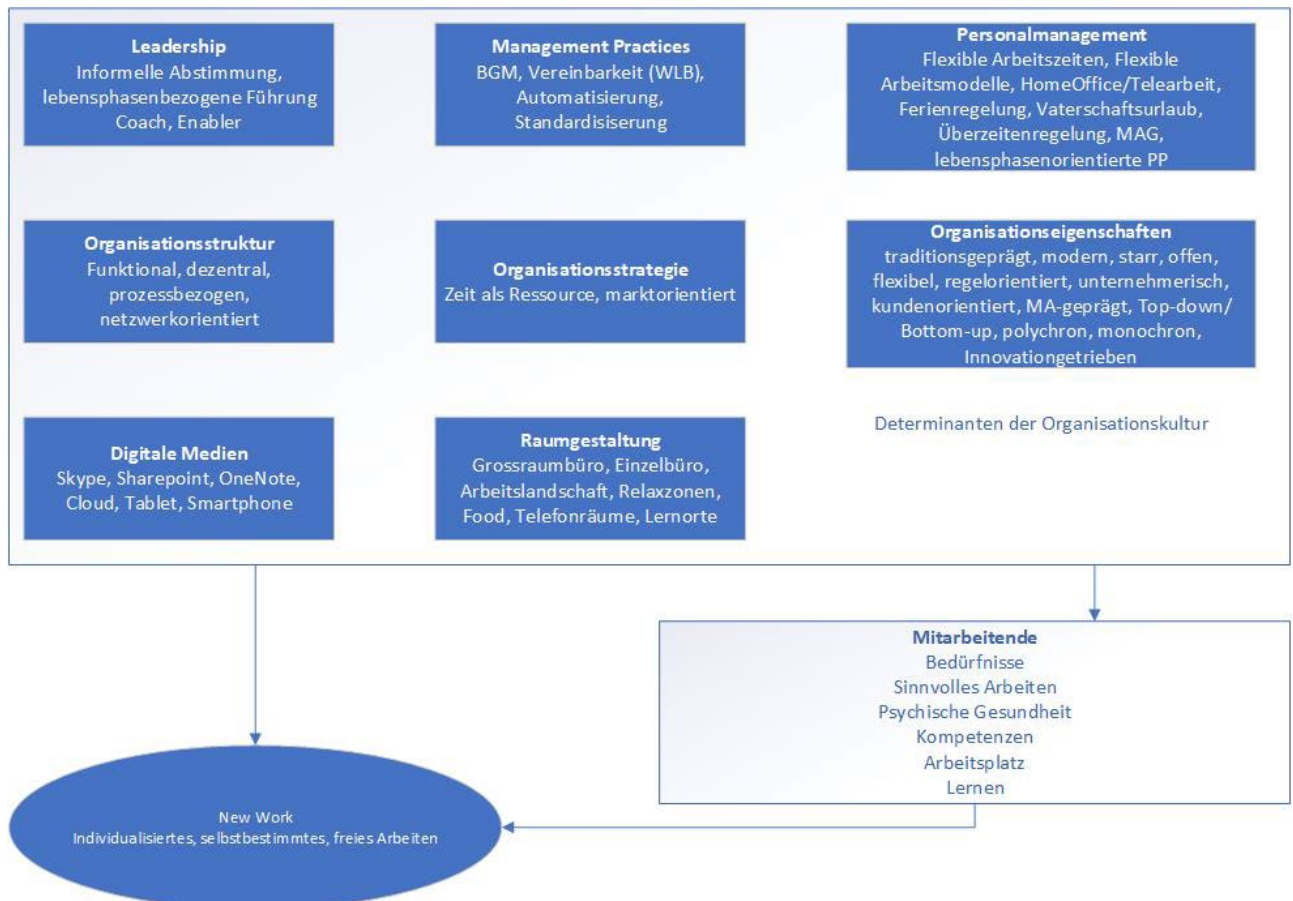 Leadership
Informelle Abstimmung,
lebensphasenbezogene Führung
Coach, Enabler
Management Practices
BGM, Vereinbarkeit (WLB),
Automatisierung,
Standardisiserung
Personalmanagement
Flexible Arbeitszeiten, Flexible
Arbeitsmodelle, HomeOffice/Telearbeit,
Ferienregelung, Vaterschaftsurlaub,
Überzeitenregelung, MAG,
lebensphasenorientierte PP
Organisationsstruktur
Funktional, dezentral,
prozessbezogen,
netzwerkorientiert
Organisationsstrategie
Zeit als Ressource, marktorientiert
Organisationseigenschaften
traditionsgeprägt, modern, starr, offen,
flexibel, regelorientiert, unternehmerisch,
kundenorientiert, MA-geprägt, Top-down/
Bottom-up, polychron, monochron,
Innovationgetrieben
Digitale Medien
Skype, Sharepoint, OneNote,
Cloud, Tablet, Smartphone
Raumgestaltung
Grossraumbüro, Einzelbüro,
Arbeitslandschaft, Relaxzonen,
Food, Telefonräume, Lernorte
Determinanten der Organisationskultur
Mitarbeitende
Bedürfnisse
Sinnvolles Arbeiten
Psychische Gesundheit
Kompetenzen
Arbeitsplatz
Lernen
New Work
Individualisiertes, selbstbestimmtes, freies Arbeiten